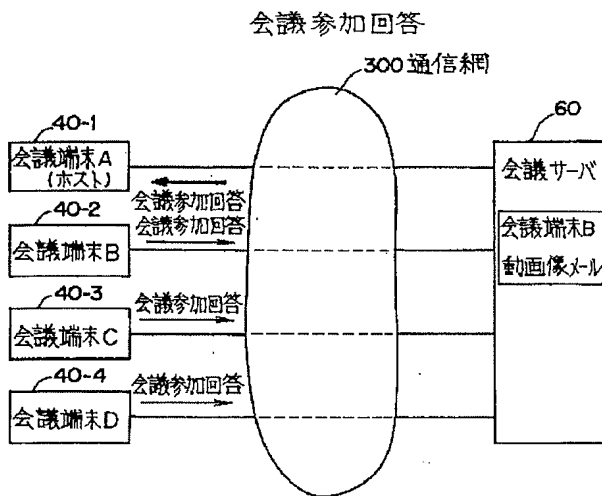 会議参加回答
300通信網
40-1
会議端末A
(ホスト)
会議参加回答
40-2
会議参加回答
会議端末B
40-3
会議参加回答
会議端末C
40-4
会議参加回答
会議端末D
60
会議サーバ
会議端末B
動画像メール